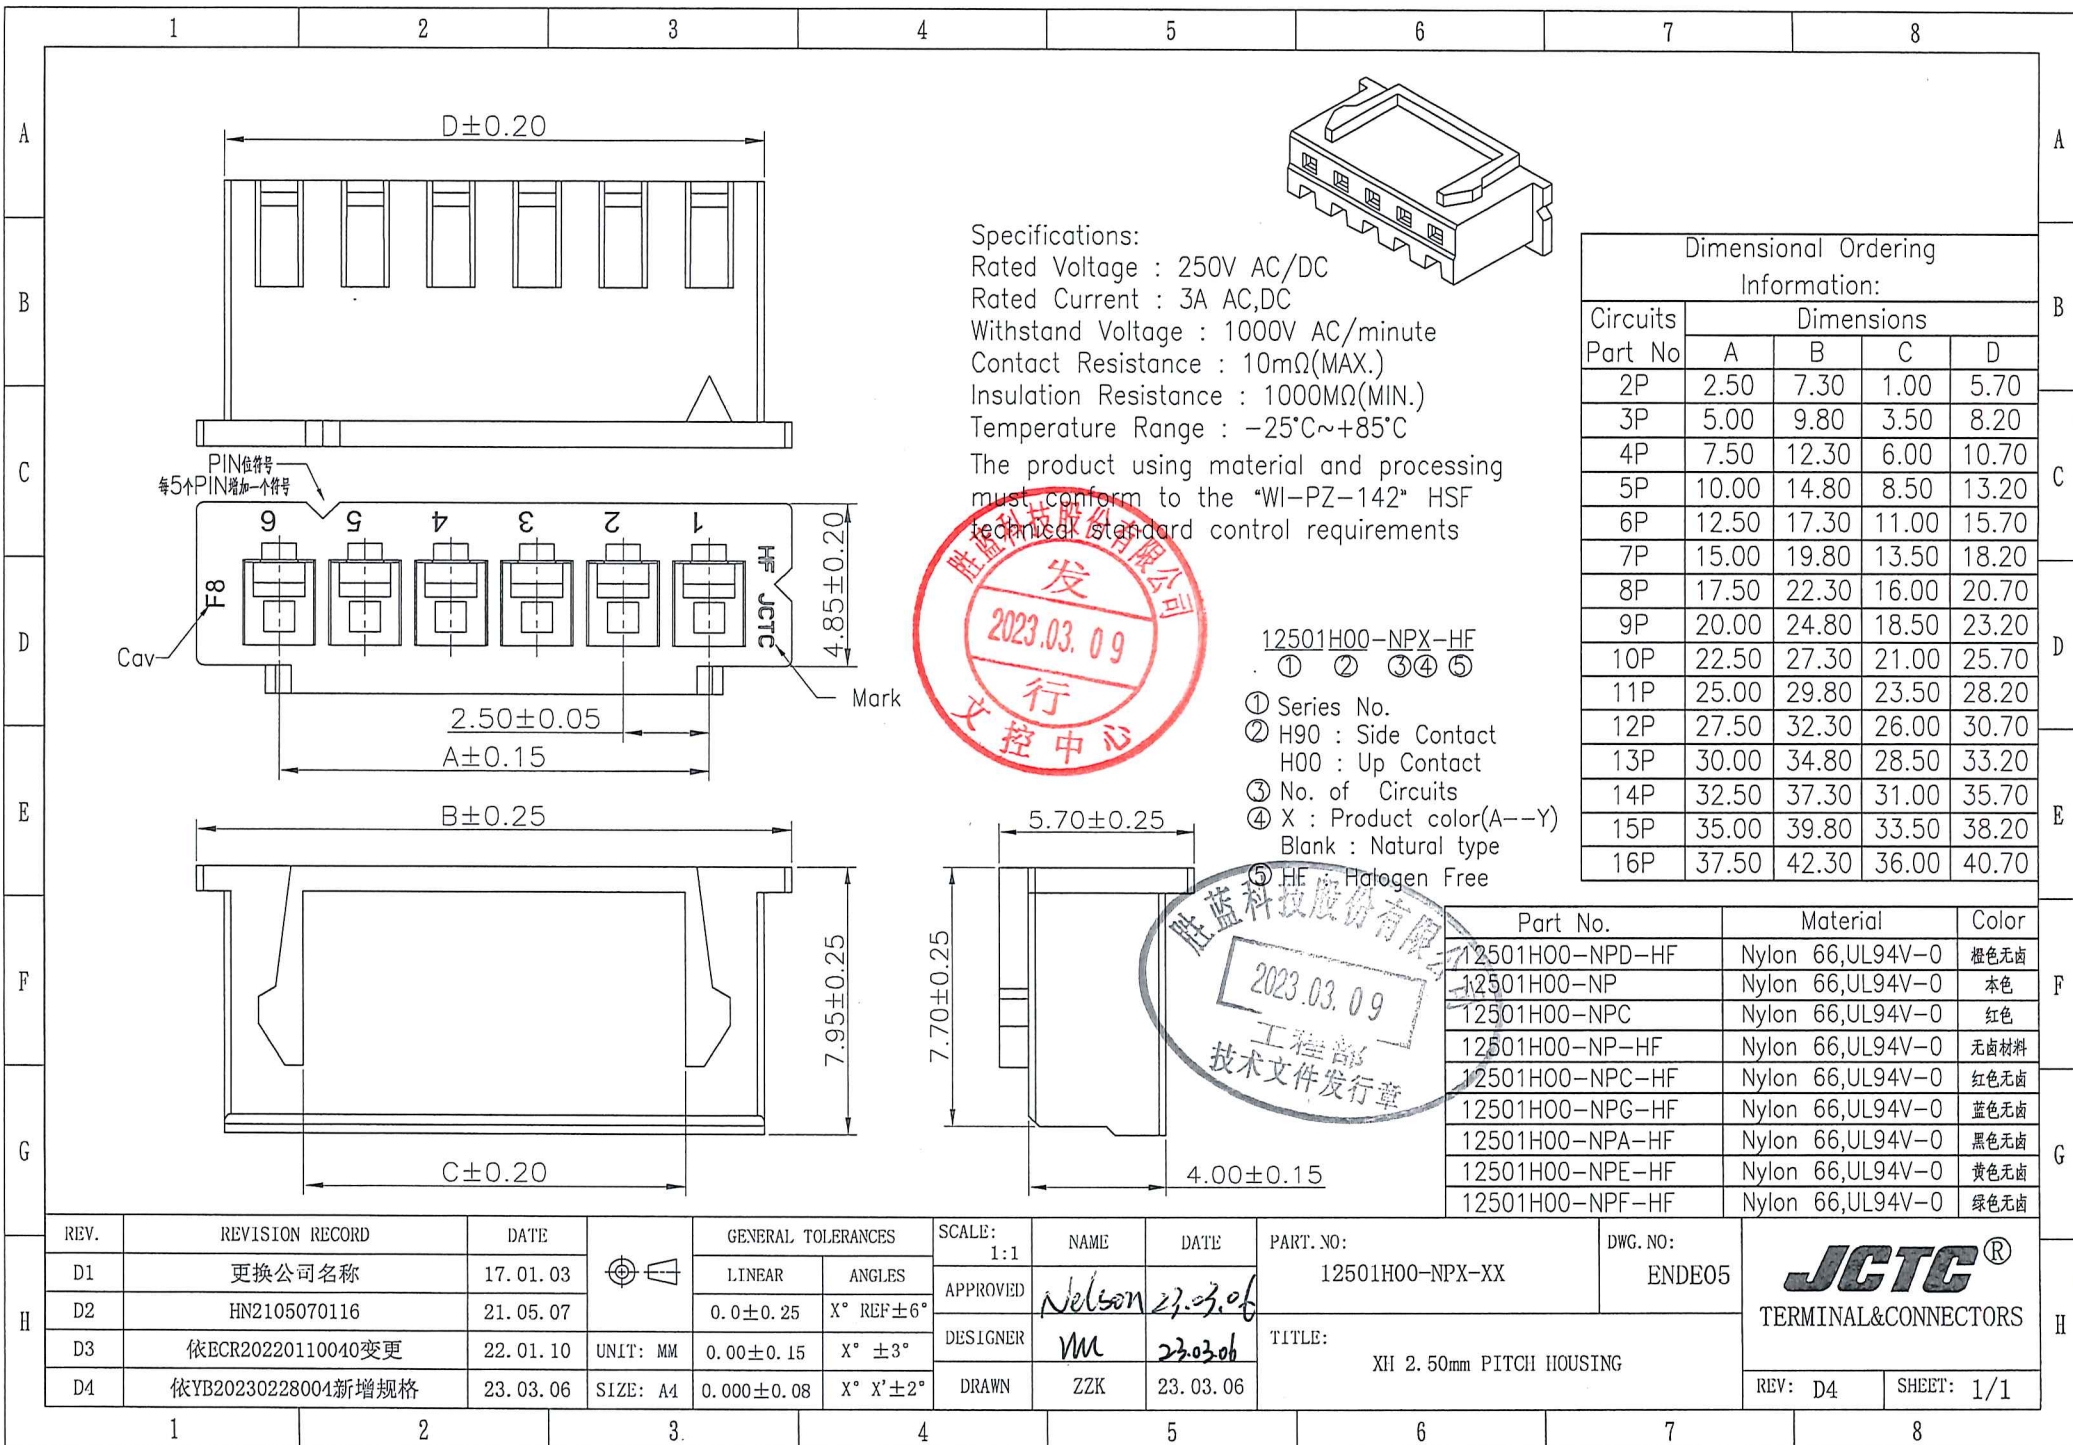 1 2 3 4 5 6 7 8
A
B
C
D
E
F
G
H
A
B
C
D
E
F
G
H
D±0.20
PIN位符号
每5个PIN增加一个符号
6 5 4 3 2 1
F8
HF JCTC
Cav
Mark
4.85±0.20
2.50±0.05
A±0.15
B±0.25
7.95±0.25
C±0.20
5.70±0.25
7.70±0.25
4.00±0.15
Specifications:
Rated Voltage : 250V AC/DC
Rated Current : 3A AC,DC
Withstand Voltage : 1000V AC/minute
Contact Resistance : 10mΩ(MAX.)
Insulation Resistance : 1000MΩ(MIN.)
Temperature Range : -25°C~+85°C
The product using material and processing
must conform to the "WI-PZ-142" HSF
technical standard control requirements
胜蓝科技股份有限公司
发
2023.03.09
行
文控中心
12501H00-NPX-HF
① ② ③④ ⑤
① Series No.
② H90 : Side Contact
H00 : Up Contact
③ No. of Circuits
④ X : Product color(A--Y)
Blank : Natural type
⑤ HF : Halogen Free
胜蓝科技股份有限公司
2023.03.09
工程部
技术文件发行章
Dimensional Ordering
Information:
Circuits Dimensions
Part No A B C D
2P 2.50 7.30 1.00 5.70
3P 5.00 9.80 3.50 8.20
4P 7.50 12.30 6.00 10.70
5P 10.00 14.80 8.50 13.20
6P 12.50 17.30 11.00 15.70
7P 15.00 19.80 13.50 18.20
8P 17.50 22.30 16.00 20.70
9P 20.00 24.80 18.50 23.20
10P 22.50 27.30 21.00 25.70
11P 25.00 29.80 23.50 28.20
12P 27.50 32.30 26.00 30.70
13P 30.00 34.80 28.50 33.20
14P 32.50 37.30 31.00 35.70
15P 35.00 39.80 33.50 38.20
16P 37.50 42.30 36.00 40.70
Part No. Material Color
12501H00-NPD-HF Nylon 66,UL94V-0 橙色无卤
12501H00-NP Nylon 66,UL94V-0 本色
12501H00-NPC Nylon 66,UL94V-0 红色
12501H00-NP-HF Nylon 66,UL94V-0 无卤材料
12501H00-NPC-HF Nylon 66,UL94V-0 红色无卤
12501H00-NPG-HF Nylon 66,UL94V-0 蓝色无卤
12501H00-NPA-HF Nylon 66,UL94V-0 黑色无卤
12501H00-NPE-HF Nylon 66,UL94V-0 黄色无卤
12501H00-NPF-HF Nylon 66,UL94V-0 绿色无卤
REV. REVISION RECORD DATE
D1 更换公司名称 17.01.03
D2 HN2105070116 21.05.07
D3 依ECR20220110040变更 22.01.10
D4 依YB20230228004新增规格 23.03.06
UNIT: MM
SIZE: A4
GENERAL TOLERANCES
LINEAR ANGLES
0.0±0.25 X° REF±6°
0.00±0.15 X° ±3°
0.000±0.08 X° X'±2°
SCALE: 1:1 NAME DATE
APPROVED Nelson 23.03.06
DESIGNER 23.03.06
DRAWN ZZK 23.03.06
PART.NO:
12501H00-NPX-XX
DWG.NO:
ENDE05
TITLE:
XH 2.50mm PITCH HOUSING
JCTC®
TERMINAL&CONNECTORS
REV: D4 SHEET: 1/1
1 2 3 4 5 6 7 8